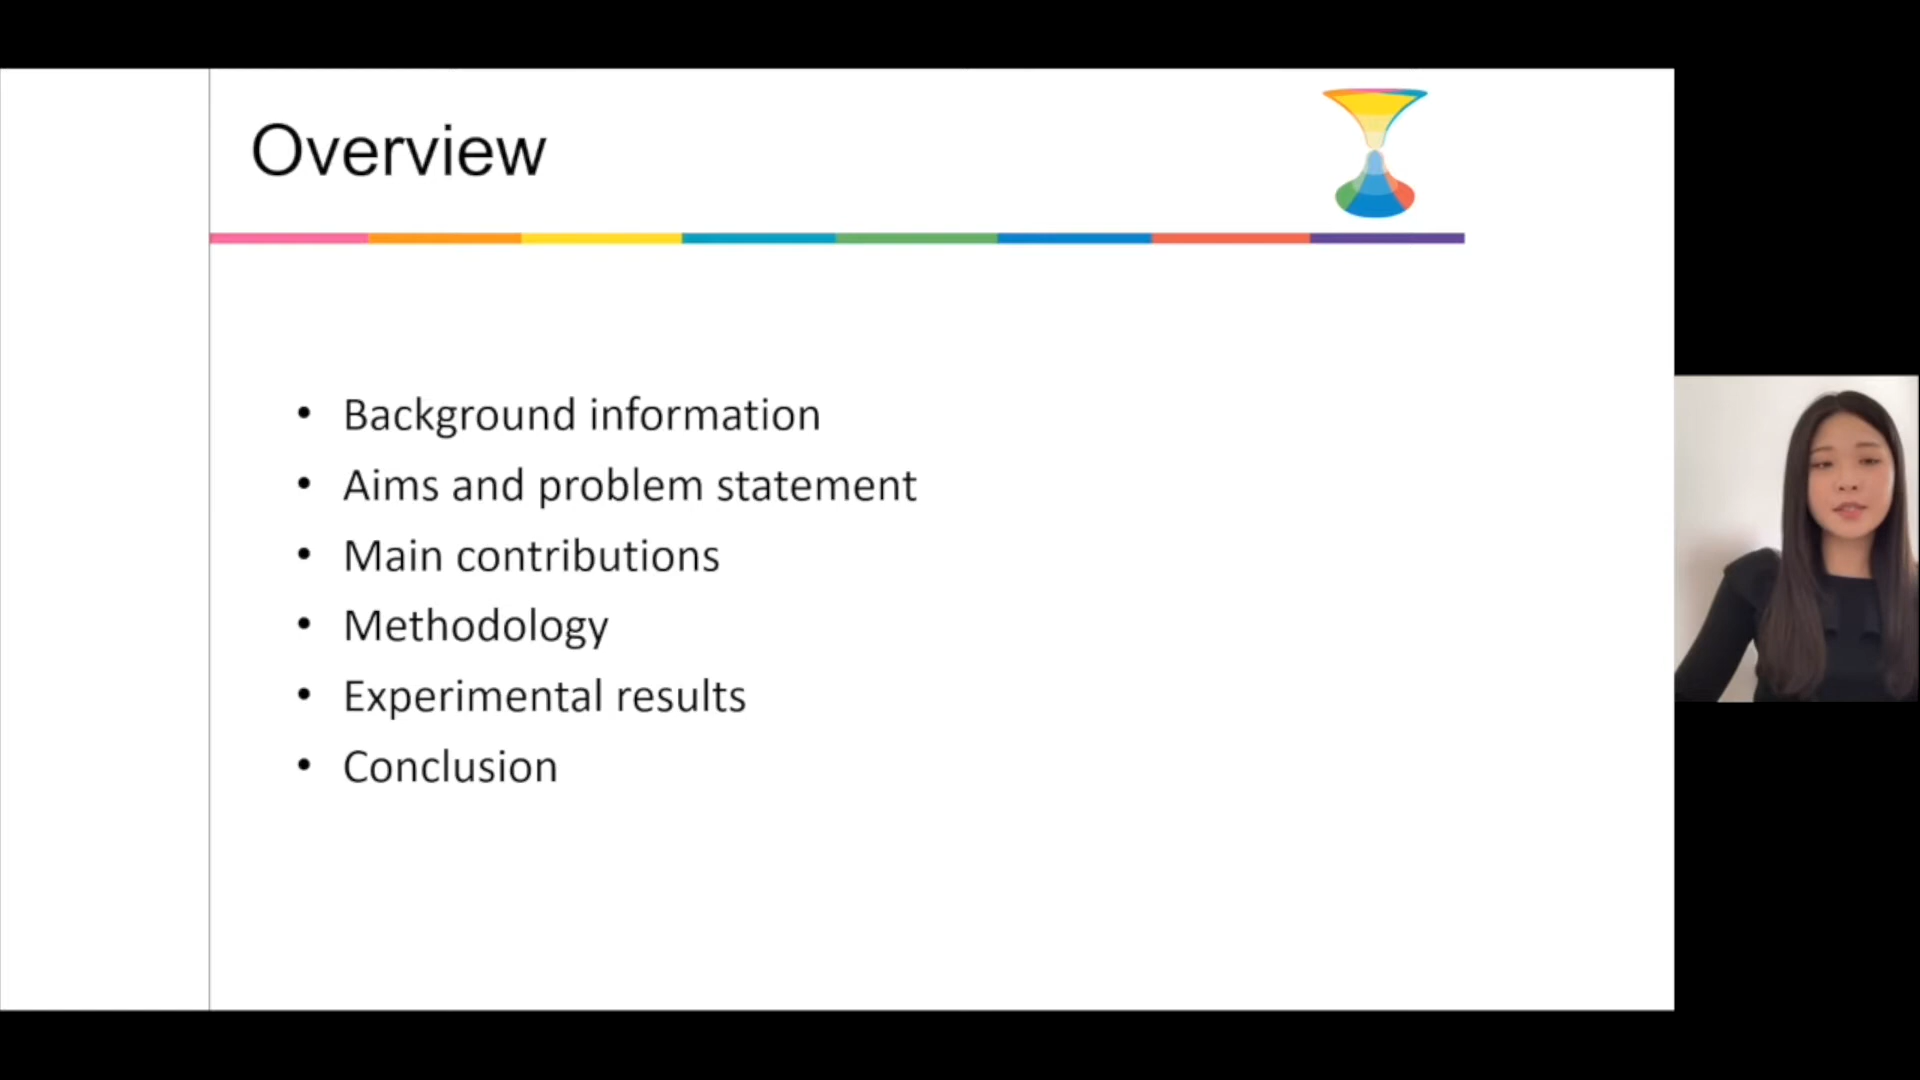 Overview
• Background information
• Aims and problem statement
• Main contributions
• Methodology
• Experimental results
• Conclusion